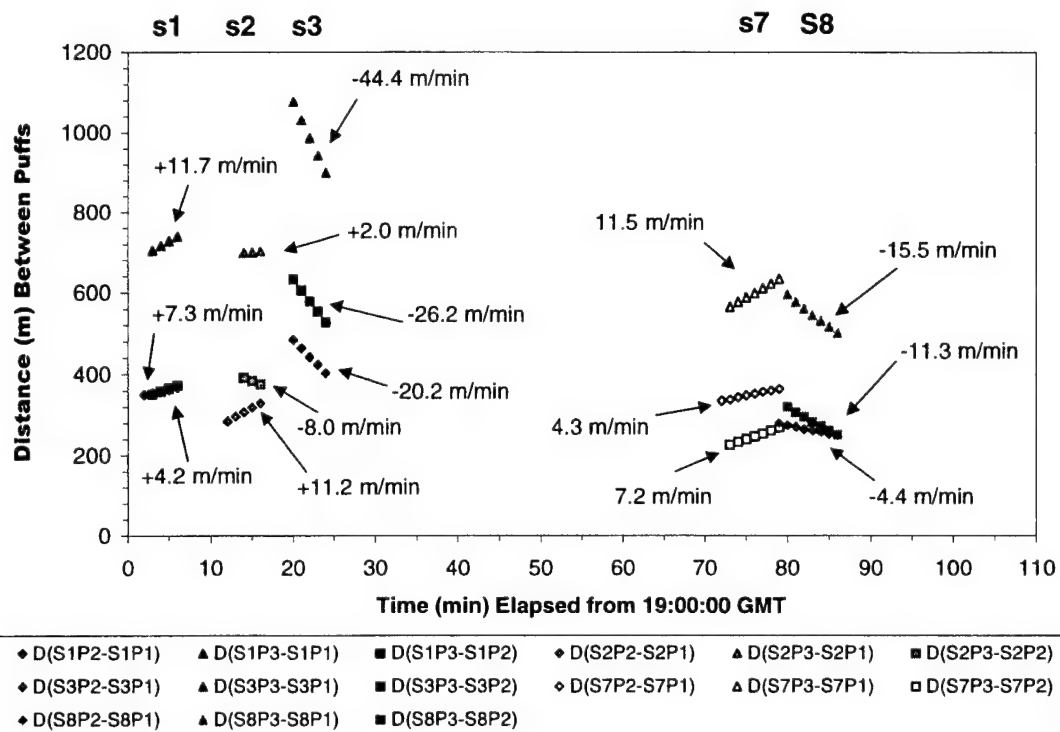 s1 s2 s3 s7 S8
1200
1000
800
600
400
200
0
Distance (m) Between Puffs
-44.4 m/min
+11.7 m/min
+2.0 m/min
11.5 m/min
-15.5 m/min
+7.3 m/min
-26.2 m/min
-11.3 m/min
-20.2 m/min
4.3 m/min
-8.0 m/min
+4.2 m/min
+11.2 m/min
7.2 m/min
-4.4 m/min
0 10 20 30 40 50 60 70 80 90 100 110
Time (min) Elapsed from 19:00:00 GMT
D(S1P2-S1P1) D(S1P3-S1P1) D(S1P3-S1P2) D(S2P2-S2P1) D(S2P3-S2P1) D(S2P3-S2P2)
D(S3P2-S3P1) D(S3P3-S3P1) D(S3P3-S3P2) D(S7P2-S7P1) D(S7P3-S7P1) D(S7P3-S7P2)
D(S8P2-S8P1) D(S8P3-S8P1) D(S8P3-S8P2)